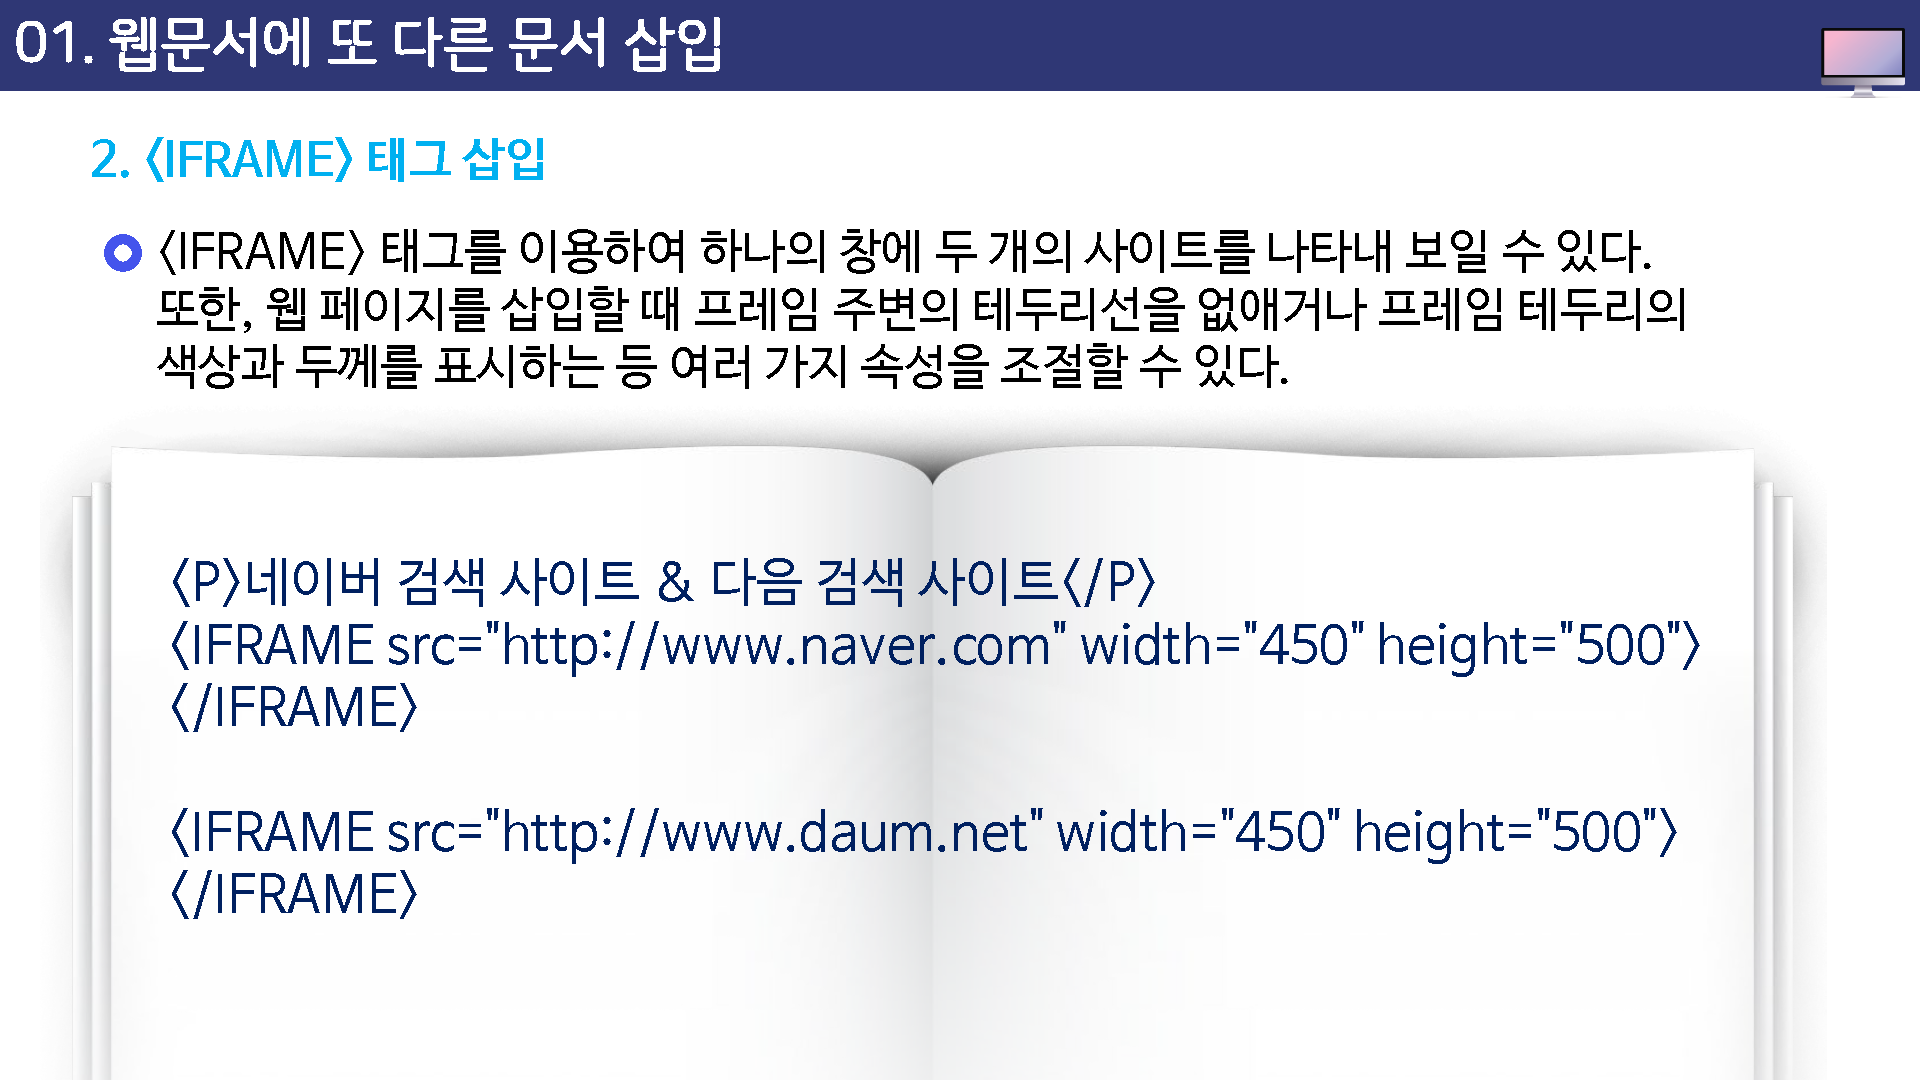 01. 웹문서에 또 다른 문서 삽입
2. <IFRAME> 태그 삽입
<IFRAME> 태그를 이용하여 하나의 창에 두 개의 사이트를 나타내 보일 수 있다.
또한, 웹 페이지를 삽입할 때 프레임 주변의 테두리선을 없애거나 프레임 테두리의
색상과 두께를 표시하는 등 여러 가지 속성을 조절할 수 있다.
<P>네이버 검색 사이트 & 다음 검색 사이트</P>
<IFRAME src="http://www.naver.com" width="450" height="500">
</IFRAME>
<IFRAME src="http://www.daum.net" width="450" height="500">
</IFRAME>